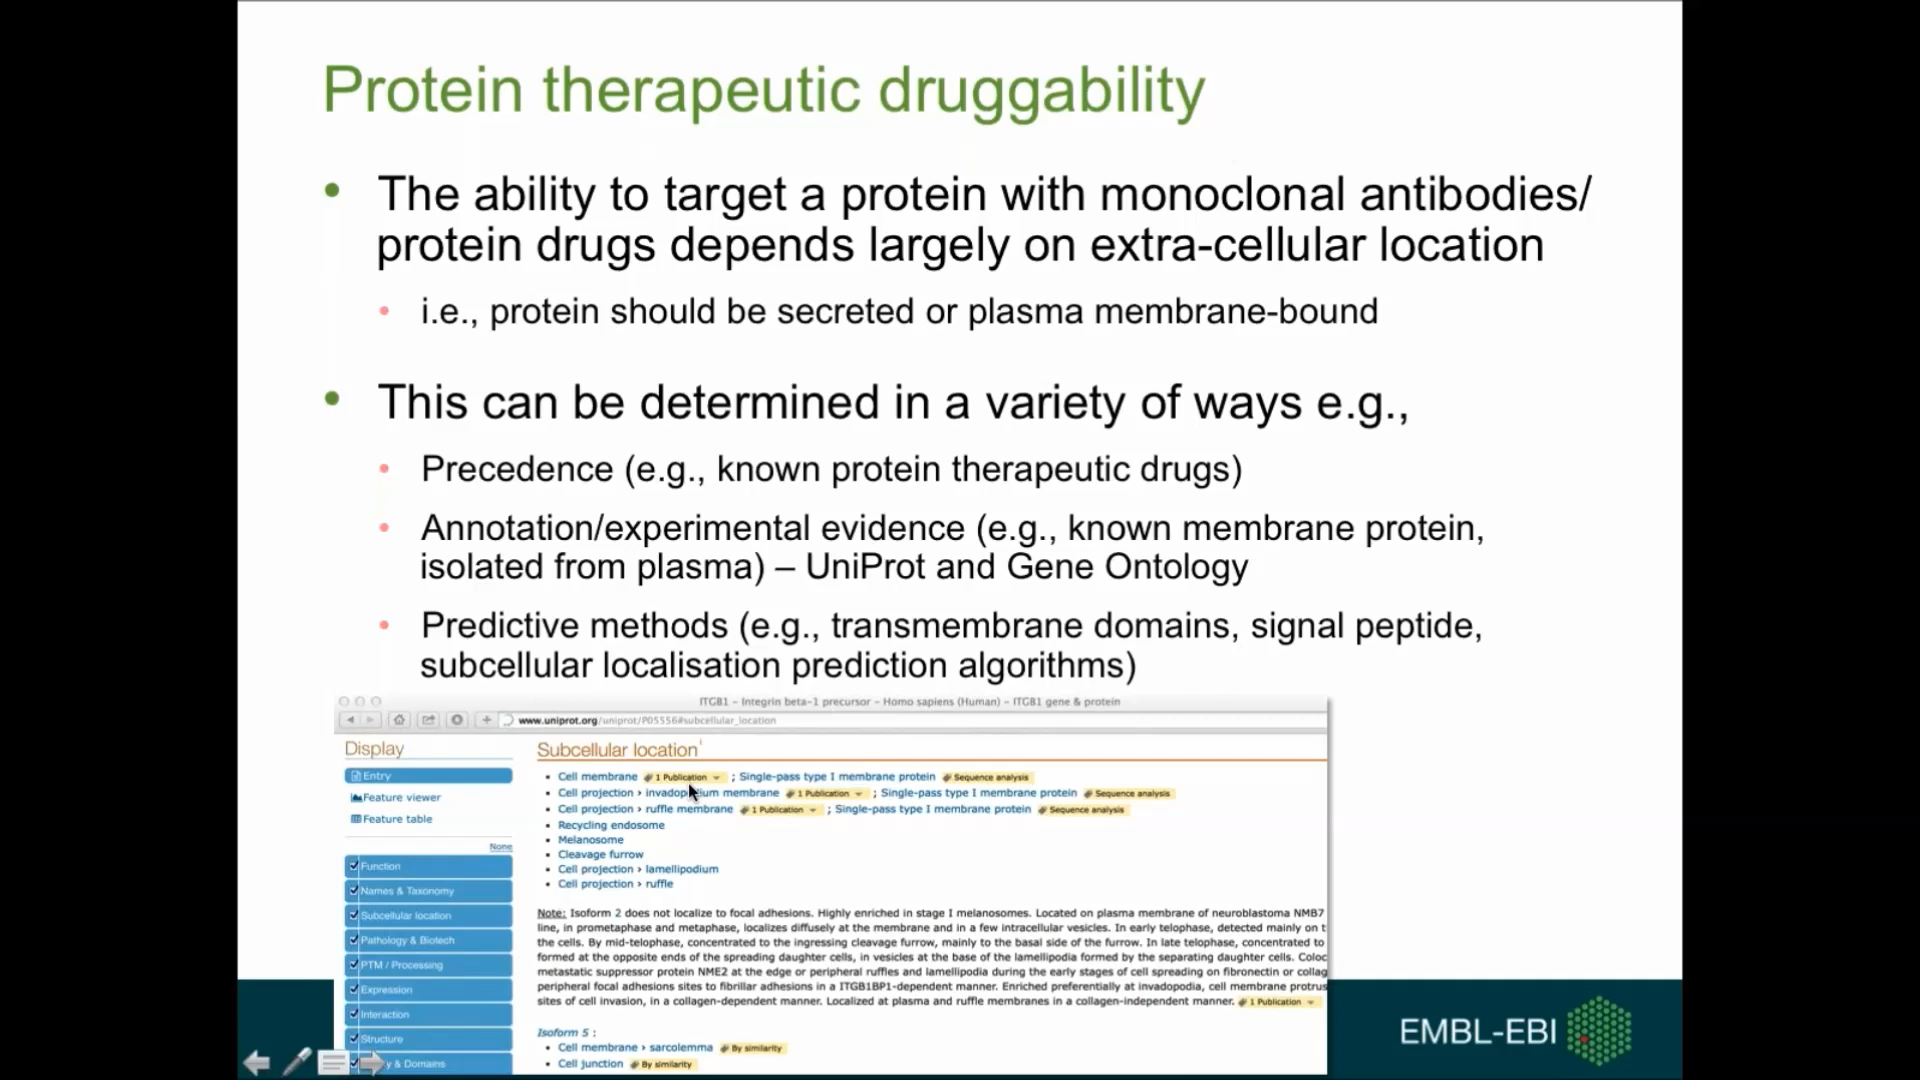 Protein therapeutic druggability
• The ability to target a protein with monoclonal antibodies/
protein drugs depends largely on extra-cellular location
• i.e., protein should be secreted or plasma membrane-bound
• This can be determined in a variety of ways e.g.,
• Precedence (e.g., known protein therapeutic drugs)
• Annotation/experimental evidence (e.g., known membrane protein,
isolated from plasma) – UniProt and Gene Ontology
• Predictive methods (e.g., transmembrane domains, signal peptide,
subcellular localisation prediction algorithms)
ITGB1 – Integrin beta-1 precursor – Homo sapiens (Human) – ITGB1 gene & protein
www.uniprot.org/uniprot/P05556#subcellular_location
Display
Entry
Feature viewer
Feature table
None
Function
Names & Taxonomy
Subcellular location
Pathology & Biotech
PTM / Processing
Expression
Interaction
Structure
y & Domains
Subcellular location i
• Cell membrane 1 Publication ; Single-pass type I membrane protein Sequence analysis
• Cell projection › invadopodium membrane 1 Publication ; Single-pass type I membrane protein Sequence analysis
• Cell projection › ruffle membrane 1 Publication ; Single-pass type I membrane protein Sequence analysis
• Recycling endosome
• Melanosome
• Cleavage furrow
• Cell projection › lamellipodium
• Cell projection › ruffle
Note: Isoform 2 does not localize to focal adhesions. Highly enriched in stage I melanosomes. Located on plasma membrane of neuroblastoma NMB7
line, in prometaphase and metaphase, localizes diffusely at the membrane and in a few intracellular vesicles. In early telophase, detected mainly on t
the cells. By mid-telophase, concentrated to the ingressing cleavage furrow, mainly to the basal side of the furrow. In late telophase, concentrated to
formed at the opposite ends of the spreading daughter cells, in vesicles at the base of the lamellipodia formed by the separating daughter cells. Coloc
metastatic suppressor protein NME2 at the edge or peripheral ruffles and lamellipodia during the early stages of cell spreading on fibronectin or collag
peripheral focal adhesions sites to fibrillar adhesions in a ITGB1BP1-dependent manner. Enriched preferentially at invadopodia, cell membrane protrus
sites of cell invasion, in a collagen-dependent manner. Localized at plasma and ruffle membranes in a collagen-independent manner. 1 Publication
Isoform 5 :
• Cell membrane › sarcolemma By similarity
• Cell junction By similarity
EMBL-EBI